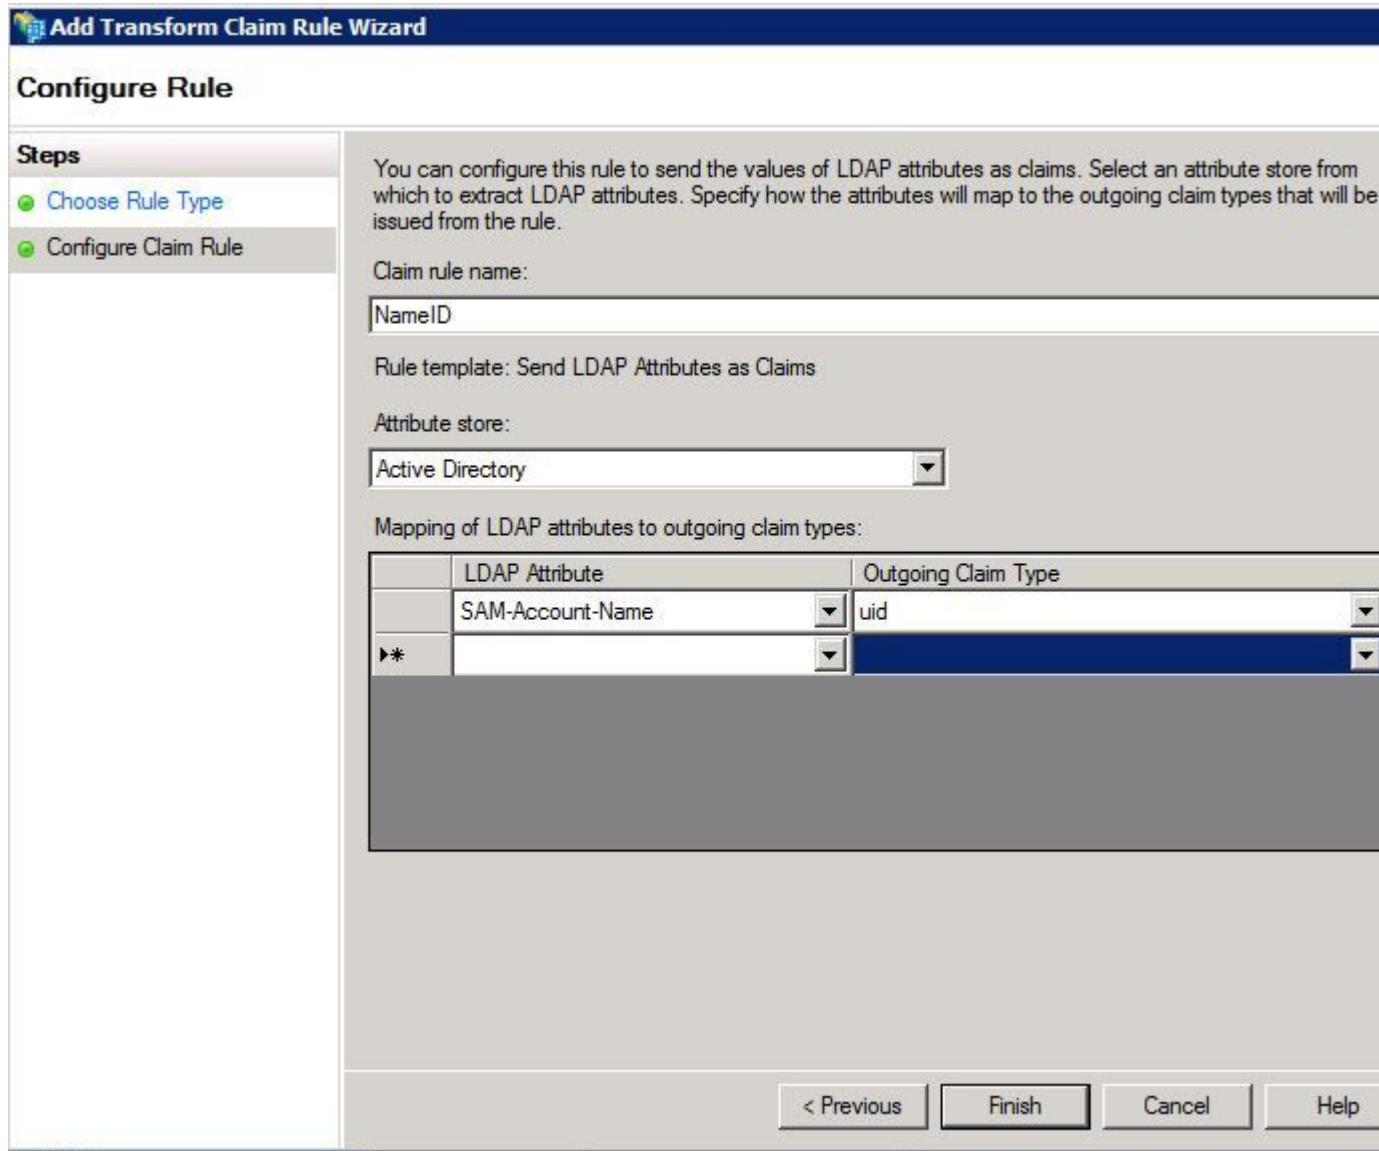 Add Transform Claim Rule Wizard
Configure Rule
Steps
Choose Rule Type
Configure Claim Rule
You can configure this rule to send the values of LDAP attributes as claims. Select an attribute store from
which to extract LDAP attributes. Specify how the attributes will map to the outgoing claim types that will be
issued from the rule.
Claim rule name:
NameID
Rule template: Send LDAP Attributes as Claims
Attribute store:
Active Directory
Mapping of LDAP attributes to outgoing claim types:
LDAP Attribute Outgoing Claim Type
SAM-Account-Name uid
< Previous Finish Cancel Help